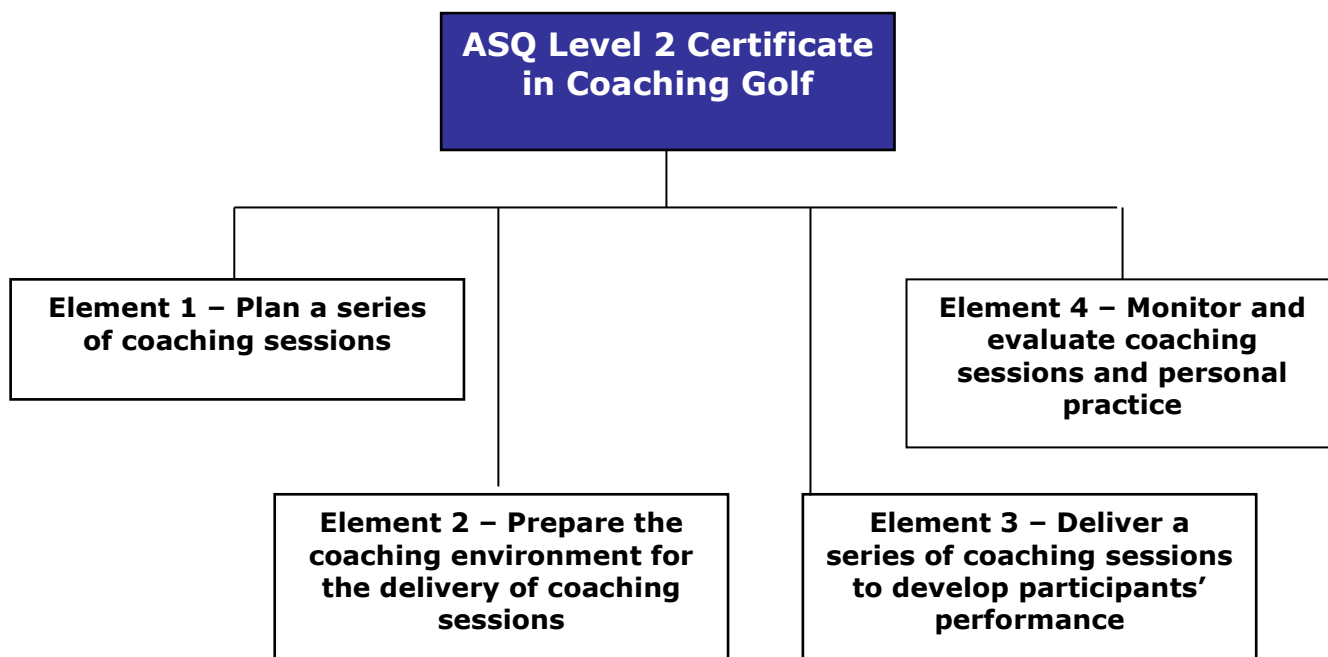 ASQ Level 2 Certificate
in Coaching Golf
Element 1 – Plan a series
of coaching sessions
Element 4 – Monitor and
evaluate coaching
sessions and personal
practice
Element 2 – Prepare the
coaching environment for
the delivery of coaching
sessions
Element 3 – Deliver a
series of coaching sessions
to develop participants’
performance